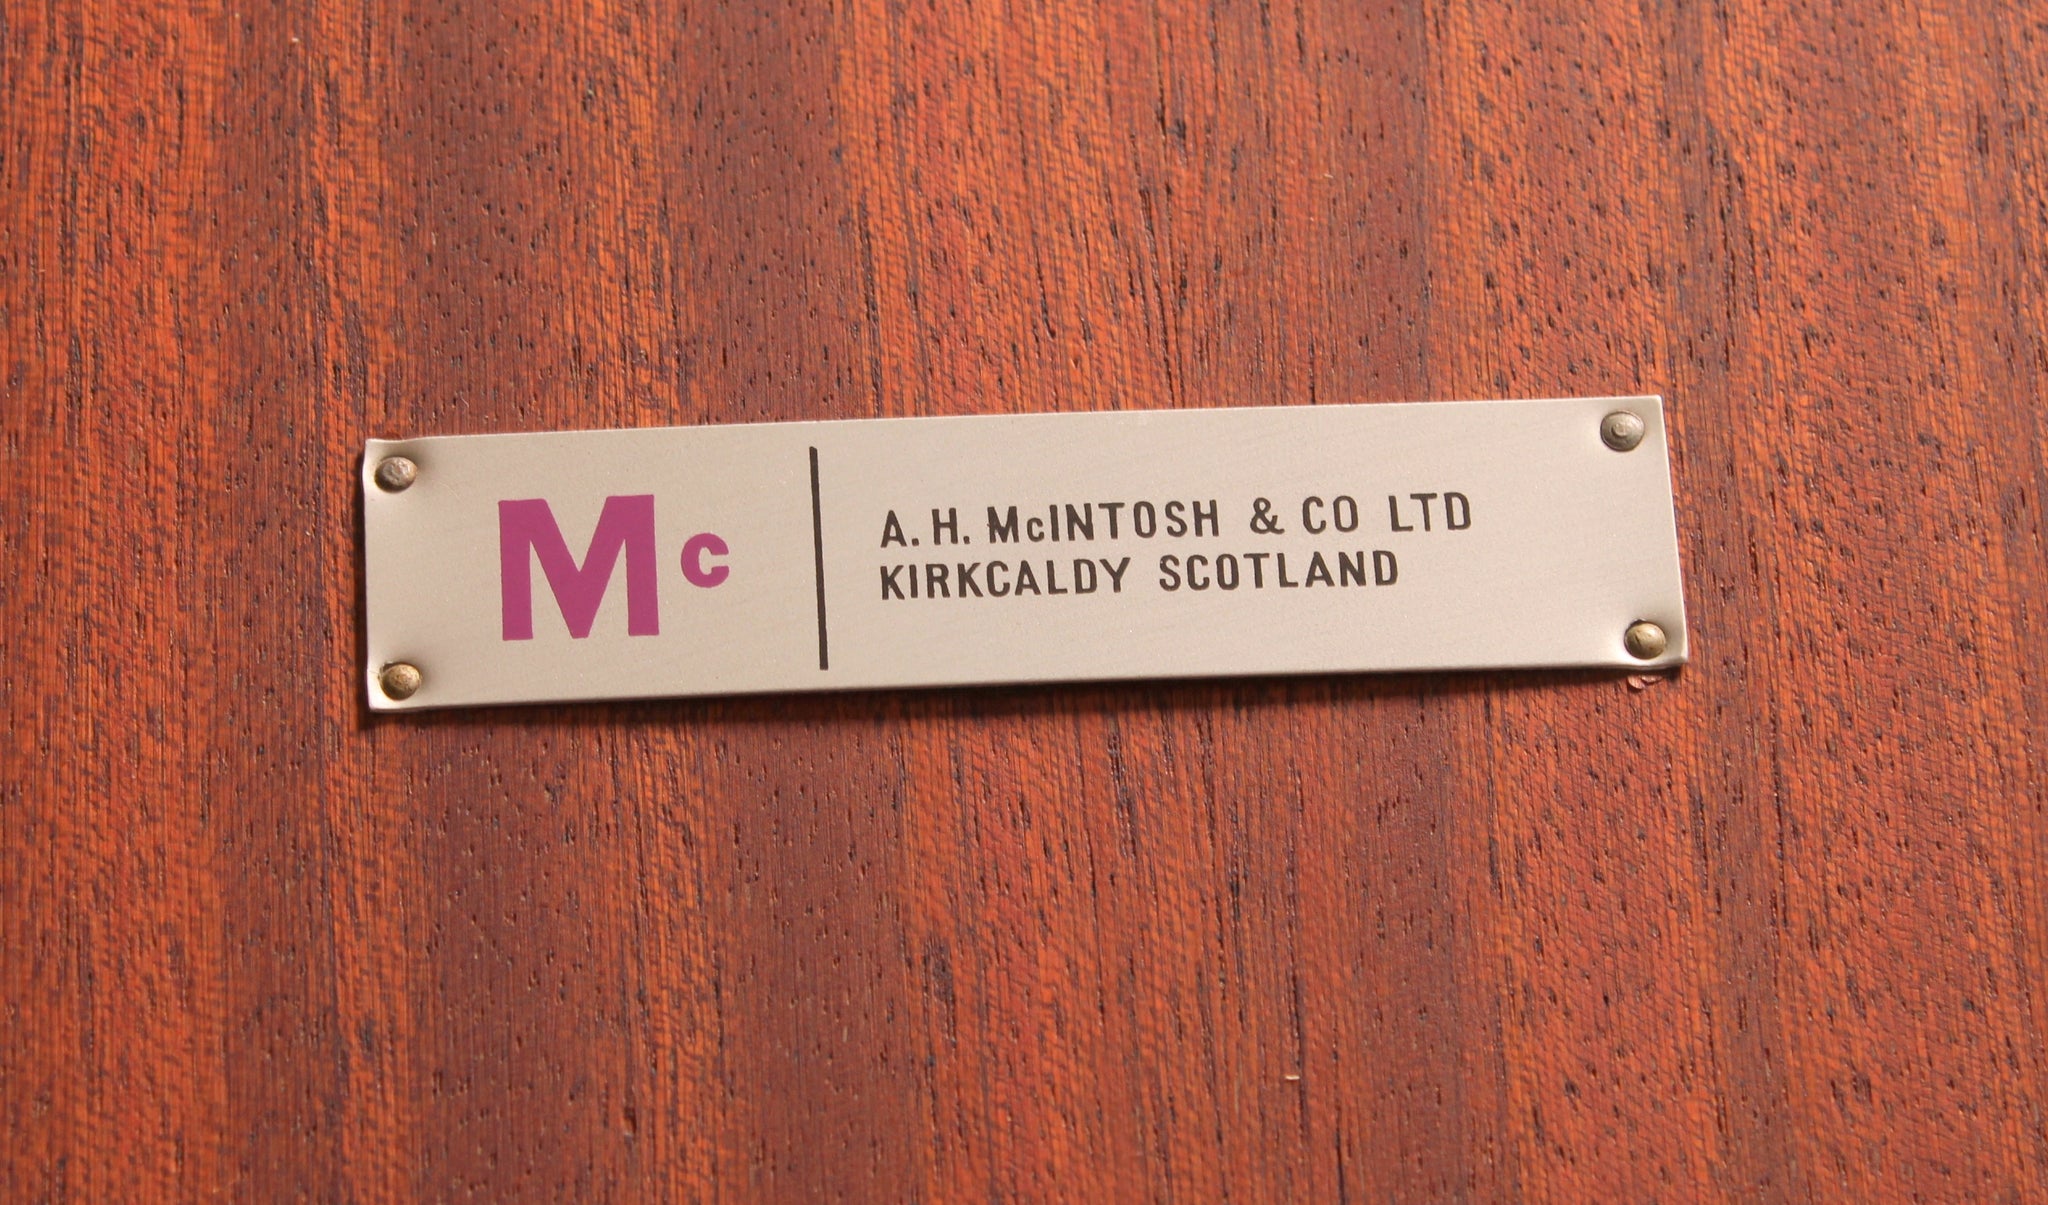 Mc
A. H. McINTOSH & CO LTD
KIRKCALDY SCOTLAND